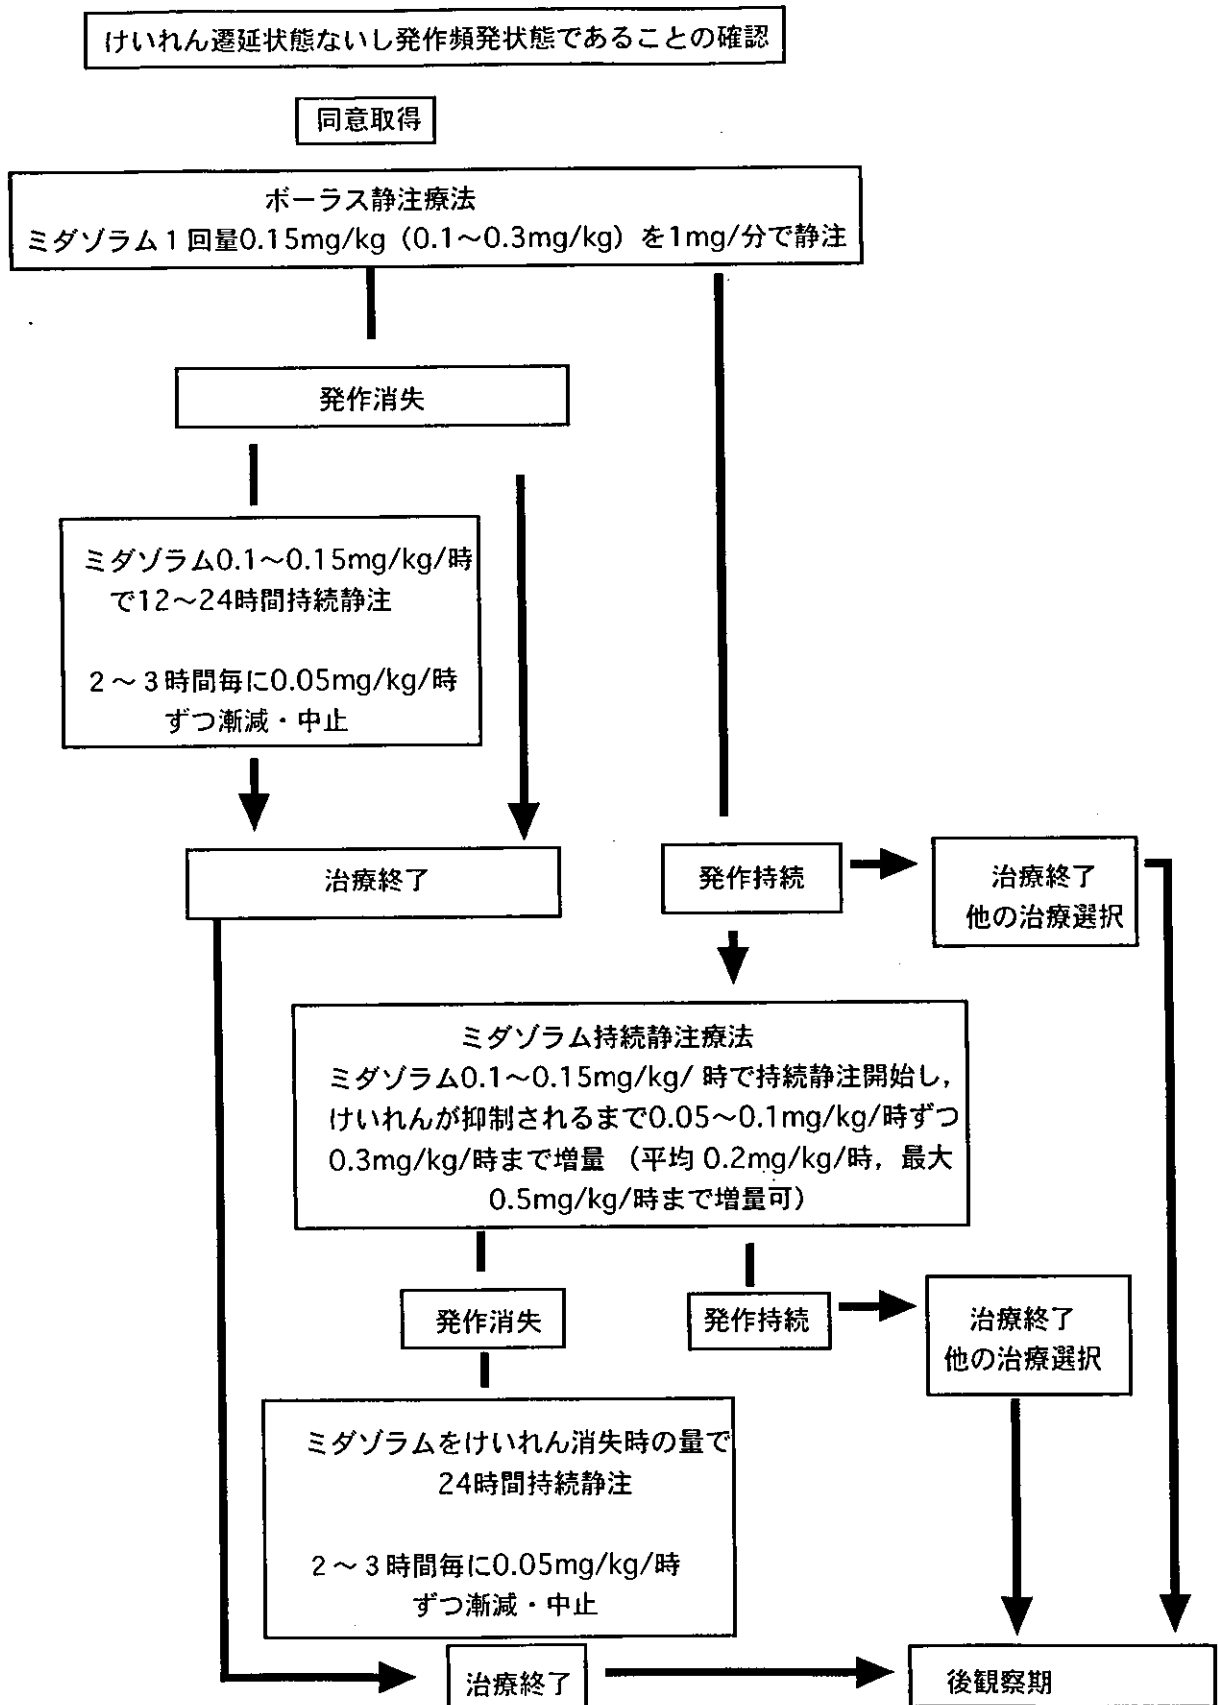 けいれん遷延状態ないし発作頻発状態であることの確認
同意取得
ボーラス静注療法
ミダゾラム１回量0.15mg/kg（0.1〜0.3mg/kg）を1mg/分で静注
発作消失
ミダゾラム0.1〜0.15mg/kg/時
で12〜24時間持続静注
２〜３時間毎に0.05mg/kg/時
ずつ漸減・中止
治療終了
発作持続
治療終了
他の治療選択
ミダゾラム持続静注療法
ミダゾラム0.1〜0.15mg/kg/ 時で持続静注開始し，
けいれんが抑制されるまで0.05〜0.1mg/kg/時ずつ
0.3mg/kg/時まで増量 （平均 0.2mg/kg/時，最大
0.5mg/kg/時まで増量可）
発作消失
発作持続
治療終了
他の治療選択
ミダゾラムをけいれん消失時の量で
24時間持続静注
２〜３時間毎に0.05mg/kg/時
ずつ漸減・中止
治療終了
後観察期